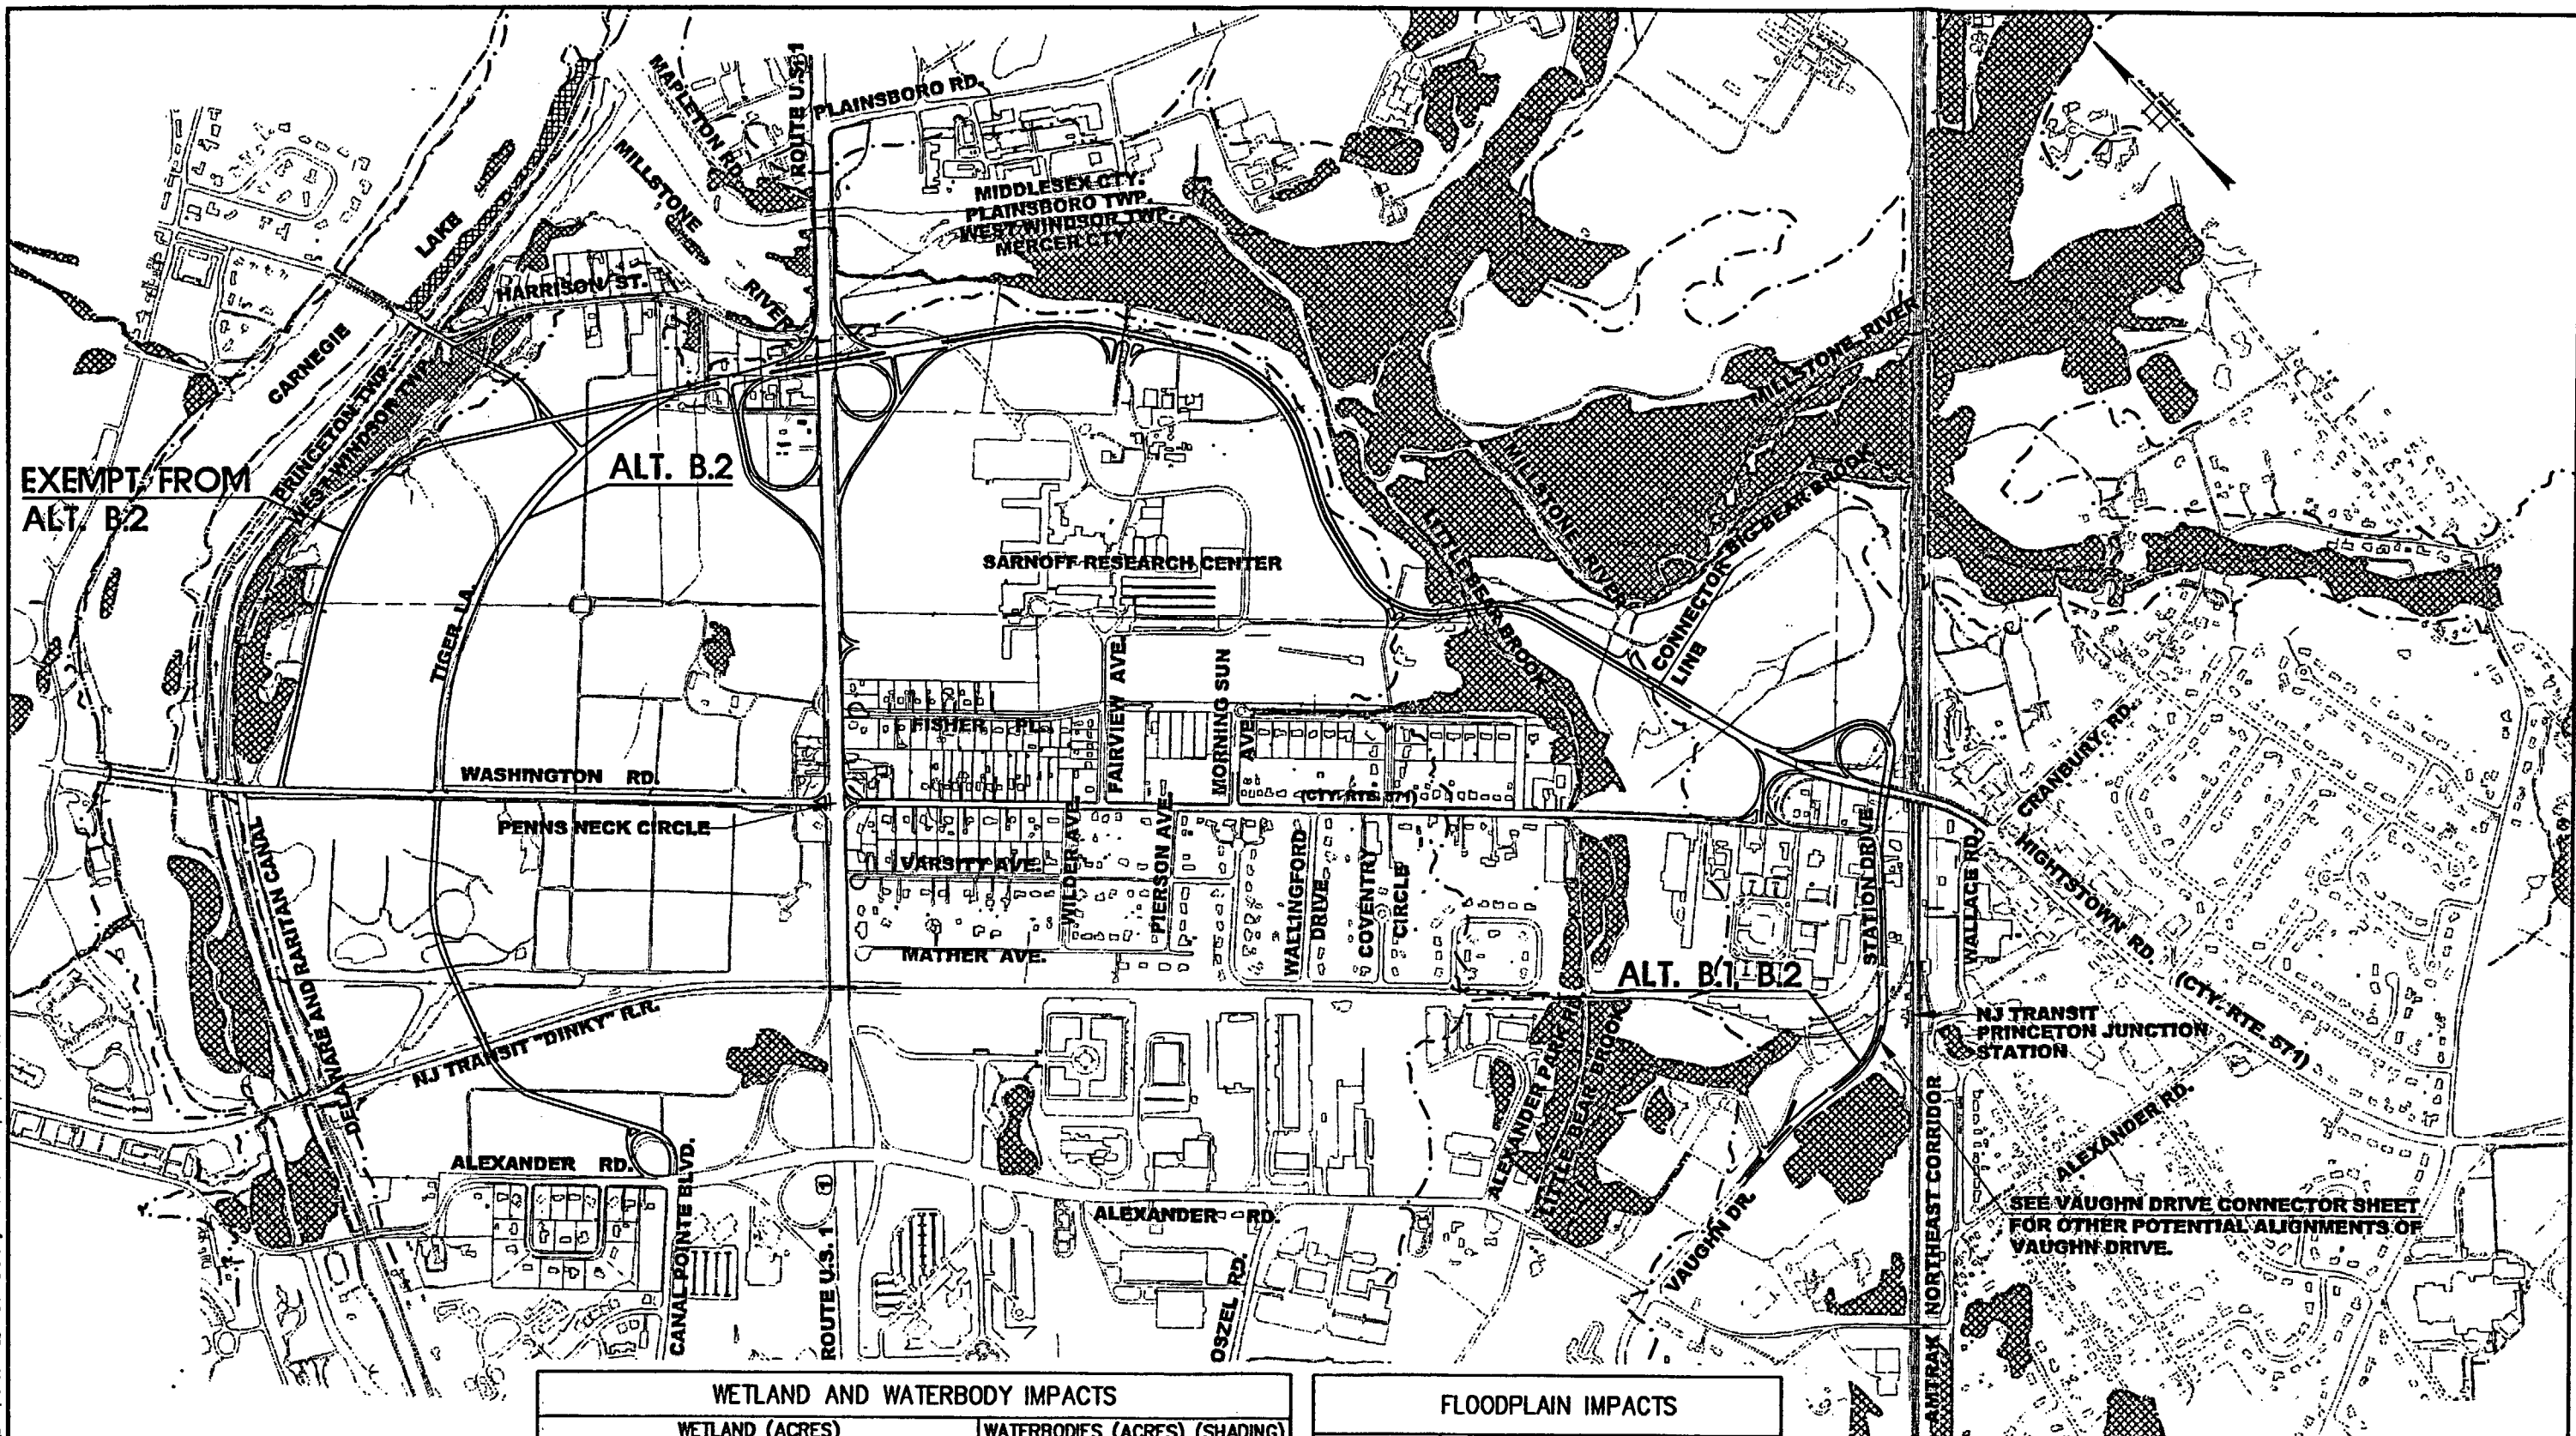 MAPLETON RD.
ROUTE U.S. 1
PLAINSBORO RD.
MILLSTONE
RIVER
MIDDLESEX CTY.
PLAINSBORO TWP.
WEST WINDSOR TWP.
MERCER CTY.
LAKE
CARNEGIE
HARRISON ST.
PRINCETON TWP.
WEST WINDSOR TWP.
EXEMPT FROM
ALT. B.2
ALT. B.2
MILLSTONE RIVER
MILLSTONE RIVER
BIG BEAR BROOK
CONNECTOR
LINE
LITTLE BEAR BROOK
SARNOFF RESEARCH CENTER
TIGER LA.
FISHER PL.
FAIRVIEW AVE.
MORNING SUN
AVE.
WASHINGTON RD.
(CTY. RTE. 571)
PENNS NECK CIRCLE
CRANBURY RD.
HIGHTSTOWN RD. (CTY. RTE. 571)
VARSITY AVE.
WILDER AVE.
PIERSON AVE.
WALLINGFORD
DRIVE
COVENTRY
CIRCLE
STATION DRIVE
WALLACE RD.
MATHER AVE.
DELAWARE AND RARITAN CANAL
NJ TRANSIT "DINKY" R.R.
ALT. B.1, B.2
NJ TRANSIT
PRINCETON JUNCTION
STATION
ALEXANDER PARK RD.
LITTLE BEAR BROOK
ALEXANDER RD.
ALEXANDER RD.
ALEXANDER RD.
CANAL POINTE BLVD.
ROUTE U.S. 1
1
OSZEL RD.
VAUGHN DR.
AMTRAK NORTHEAST CORRIDOR
SEE VAUGHN DRIVE CONNECTOR SHEET
FOR OTHER POTENTIAL ALIGNMENTS OF
VAUGHN DRIVE.
WETLAND AND WATERBODY IMPACTS
WETLAND (ACRES)
WATERBODIES (ACRES) (SHADING)
FLOODPLAIN IMPACTS